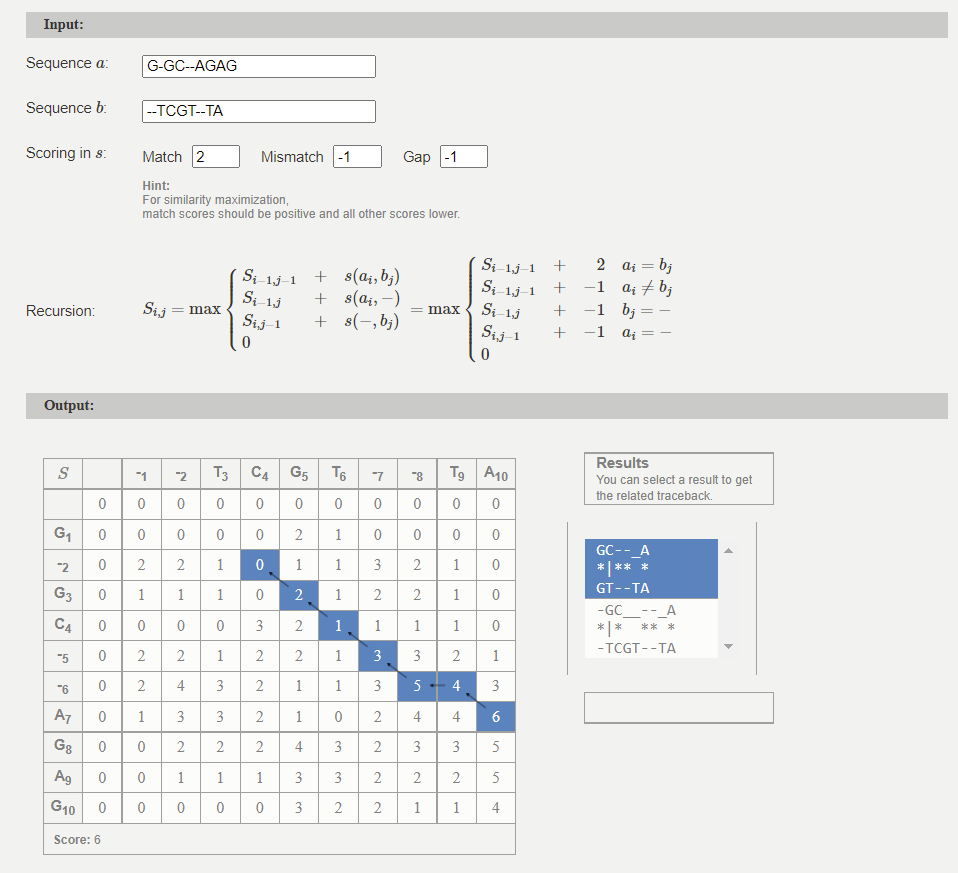 Input:
Sequence a: G-GC--AGAG
Sequence b: --TCGT--TA
Scoring in s: Match 2 Mismatch -1 Gap -1
Hint:
For similarity maximization,
match scores should be positive and all other scores lower.
Recursion: S_{i,j} = max { S_{i−1,j−1} + s(a_i, b_j) = max { S_{i−1,j−1} + 2 a_i = b_j
S_{i−1,j} + s(a_i, −) S_{i−1,j−1} + −1 a_i ≠ b_j
S_{i,j−1} + s(−, b_j) S_{i−1,j} + −1 b_j = −
0 S_{i,j−1} + −1 a_i = −
0
Output:
S -1 -2 T3 C4 G5 T6 -7 -8 T9 A10
0 0 0 0 0 0 0 0 0 0 0
G1 0 0 0 0 0 2 1 0 0 0 0
-2 0 2 2 1 0 1 1 3 2 1 0
G3 0 1 1 1 0 2 1 2 2 1 0
C4 0 0 0 0 3 2 1 1 1 1 0
-5 0 2 2 1 2 2 1 3 3 2 1
-6 0 2 4 3 2 1 1 3 5 4 3
A7 0 1 3 3 2 1 0 2 4 4 6
G8 0 0 2 2 2 4 3 2 3 3 5
A9 0 0 1 1 1 3 3 2 2 2 5
G10 0 0 0 0 0 3 2 2 1 1 4
Score: 6
Results
You can select a result to get
the related traceback.
GC--_A
*|** *
GT--TA
-GC__--_A
*|*  ** *
-TCGT--TA